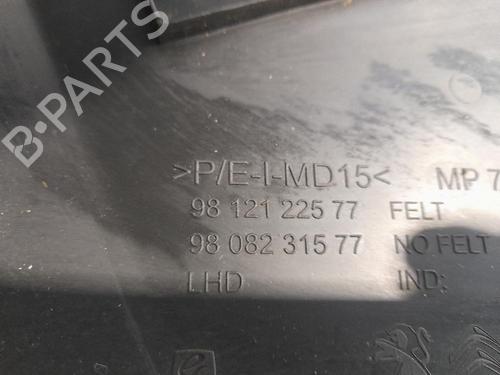 B-PARTS
>P/E-I-MD15< MP 7
98 121 225 77 FELT
98 082 315 77 NO FELT
LHD IND: